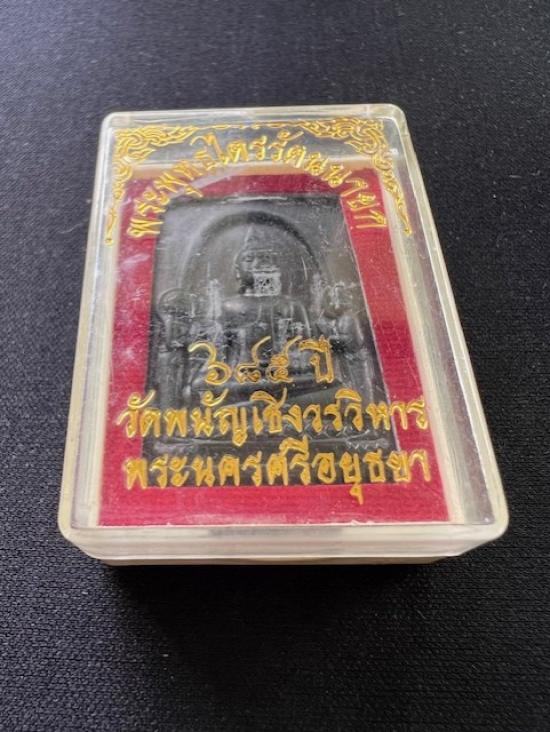 พระพุทธไตรรัตนนายก
๖๘๕ ปี
วัดพนัญเชิงวรวิหาร
พระนครศรีอยุธยา